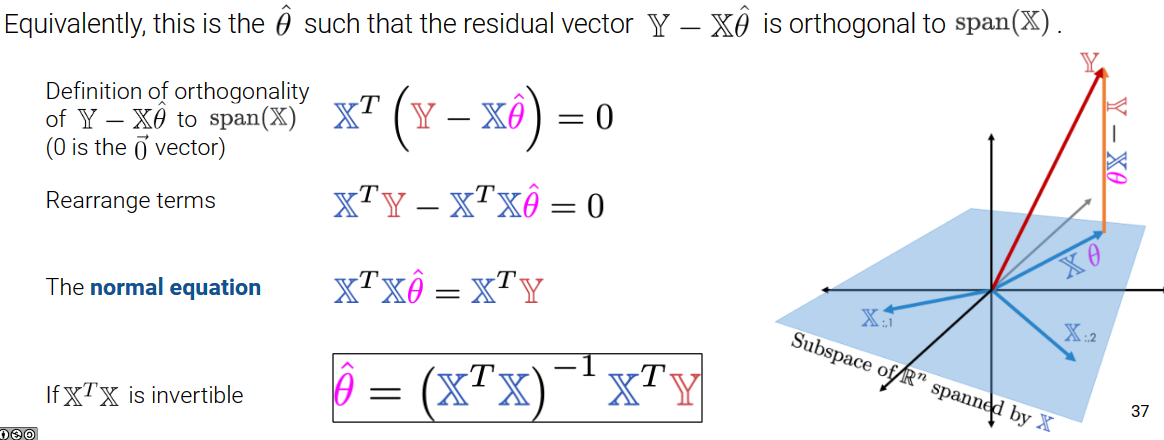 Equivalently, this is the θ̂ such that the residual vector 𝕐 − 𝕏θ̂ is orthogonal to span(𝕏) .
Definition of orthogonality
of 𝕐 − 𝕏θ̂ to span(𝕏)
(0 is the 0⃗ vector)
𝕏ᵀ (𝕐 − 𝕏θ̂) = 0
Rearrange terms
𝕏ᵀ𝕐 − 𝕏ᵀ𝕏θ̂ = 0
The normal equation
𝕏ᵀ𝕏θ̂ = 𝕏ᵀ𝕐
If 𝕏ᵀ𝕏 is invertible
θ̂ = (𝕏ᵀ𝕏)⁻¹ 𝕏ᵀ𝕐
𝕐
𝕐 − 𝕏θ
𝕏θ
𝕏:,1
𝕏:,2
Subspace of ℝⁿ spanned by 𝕏
37